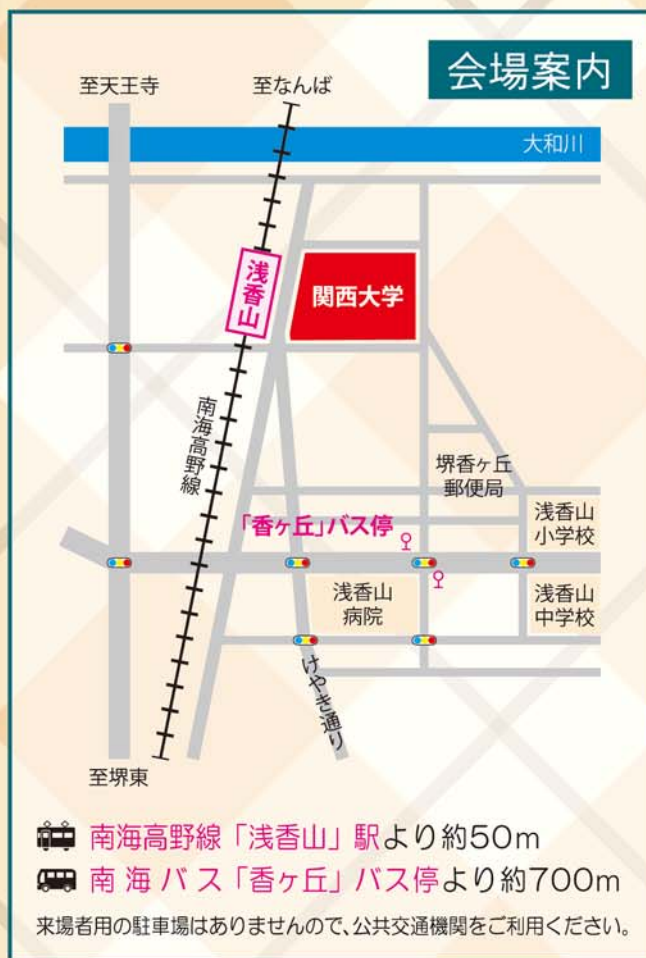 会場案内
至天王寺
至なんば
大和川
浅香山
関西大学
南海高野線
堺香ヶ丘
郵便局
「香ヶ丘」バス停
浅香山
小学校
浅香山
病院
浅香山
中学校
けやき通り
至堺東
南海高野線「浅香山」駅より約50m
南海バス「香ヶ丘」バス停より約700m
来場者用の駐車場はありませんので、公共交通機関をご利用ください。